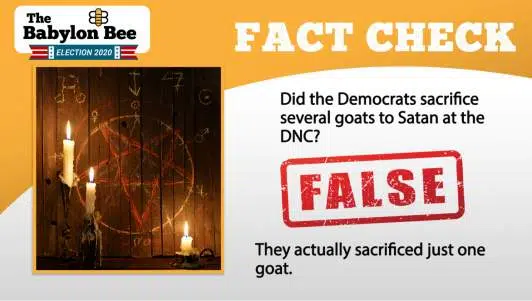 The
Babylon Bee
ELECTION 2020
FACT CHECK
Did the Democrats sacrifice
several goats to Satan at the
DNC?
FALSE
They actually sacrificed just one
goat.